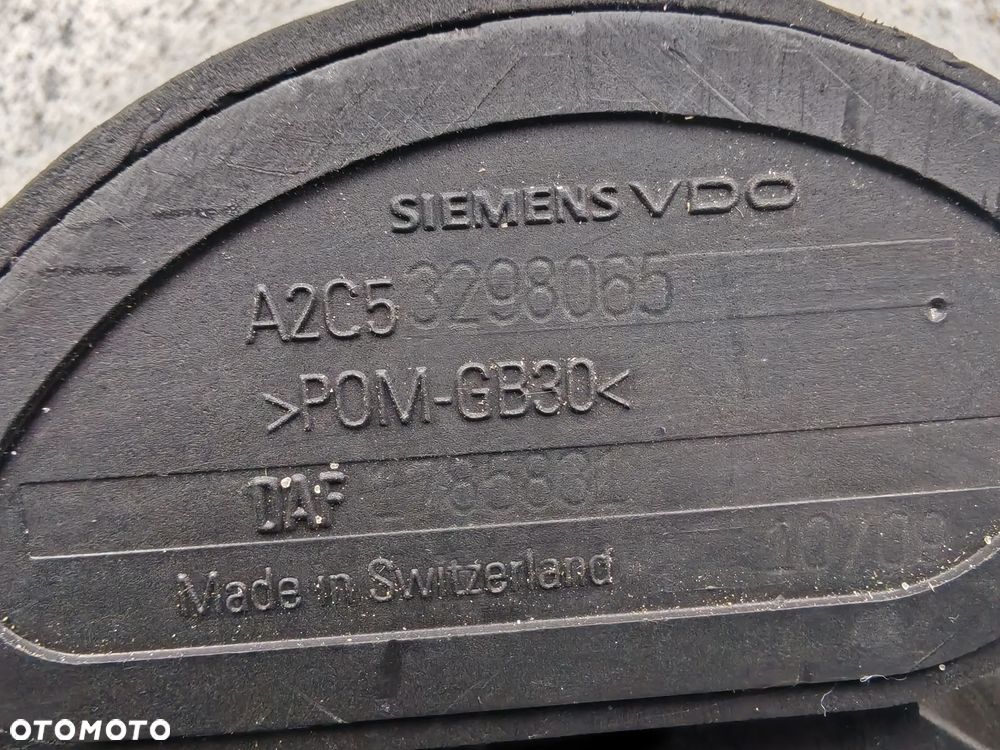 SIEMENS VDO
A2C53298065
>POM-GB30<
DAF
Made in Switzerland
OTOMOTO